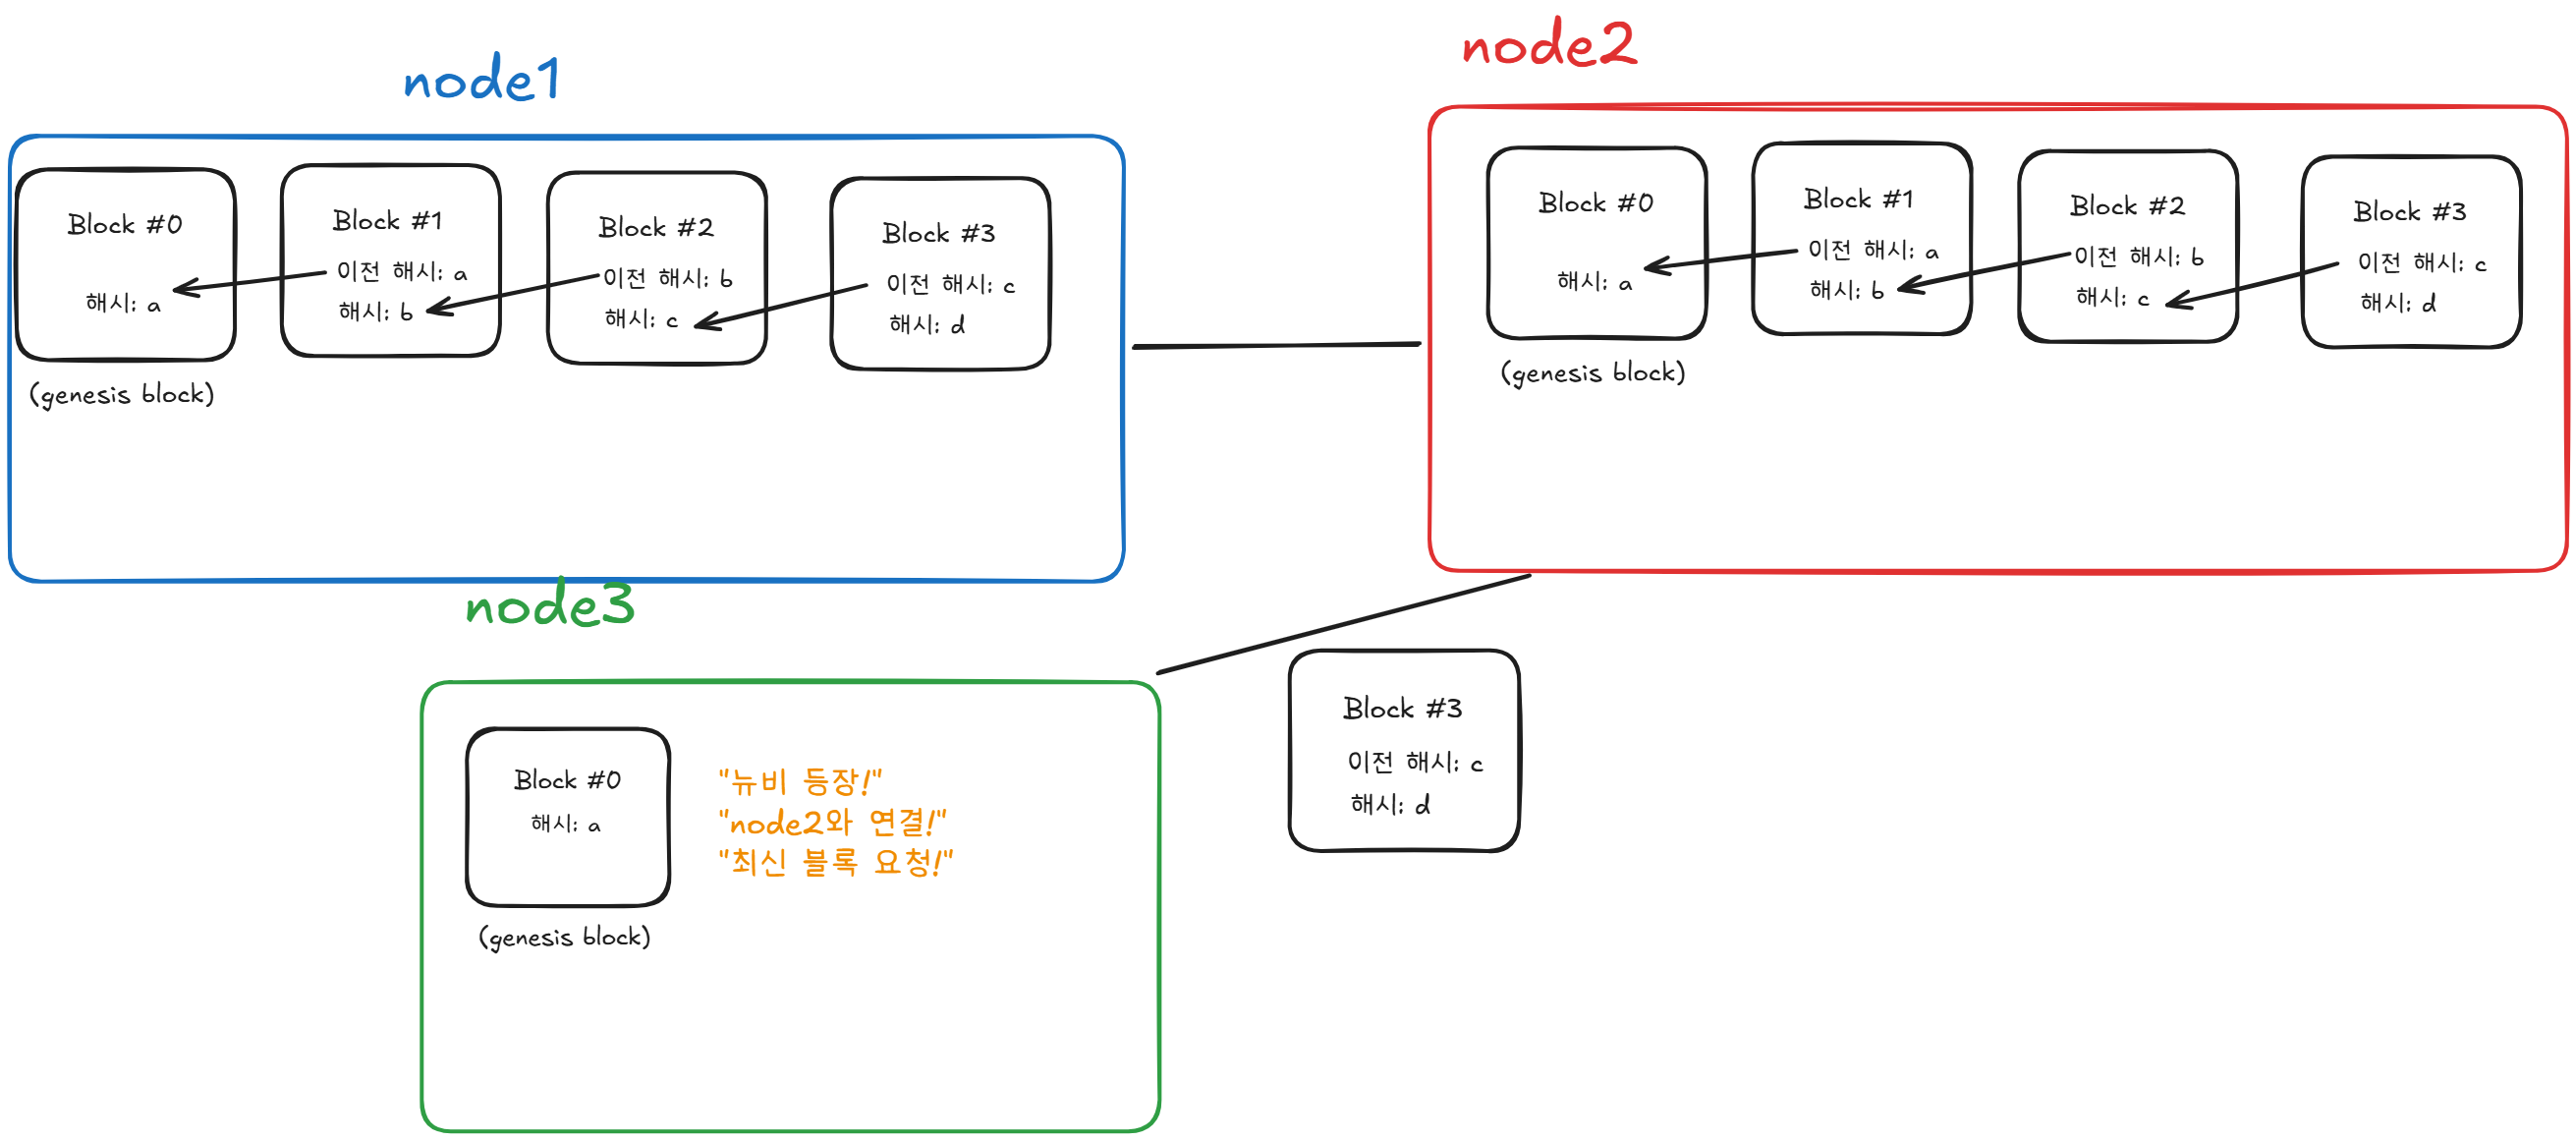 node1
Block #0
해시: a
(genesis block)
Block #1
이전 해시: a
해시: b
Block #2
이전 해시: b
해시: c
Block #3
이전 해시: c
해시: d
node2
Block #0
해시: a
(genesis block)
Block #1
이전 해시: a
해시: b
Block #2
이전 해시: b
해시: c
Block #3
이전 해시: c
해시: d
node3
Block #0
해시: a
(genesis block)
"뉴비 등장!"
"node2와 연결!"
"최신 블록 요청!"
Block #3
이전 해시: c
해시: d